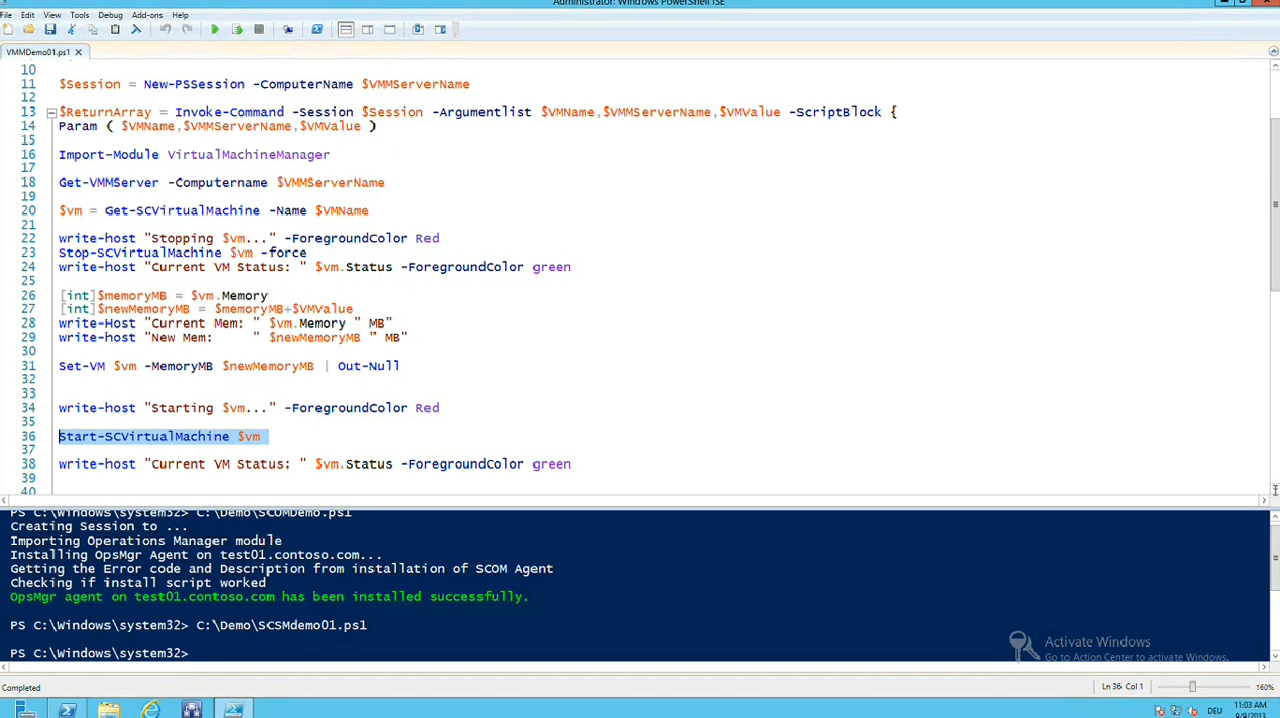 Administrator: Windows PowerShell ISE
File Edit View Tools Debug Add-ons Help
VMMDemo01.ps1 X
10
11 $Session = New-PSSession -ComputerName $VMMServerName
12
13 $ReturnArray = Invoke-Command -Session $Session -Argumentlist $VMName,$VMMServerName,$VMValue -ScriptBlock {
14 Param ( $VMName,$VMMServerName,$VMValue )
15
16 Import-Module VirtualMachineManager
17
18 Get-VMMServer -Computername $VMMServerName
19
20 $vm = Get-SCVirtualMachine -Name $VMName
21
22 write-host "Stopping $vm..." -ForegroundColor Red
23 Stop-SCVirtualMachine $vm -force
24 write-host "Current VM Status: " $vm.Status -ForegroundColor green
25
26 [int]$memoryMB = $vm.Memory
27 [int]$newMemoryMB = $memoryMB+$VMValue
28 write-Host "Current Mem: " $vm.Memory " MB"
29 write-host "New Mem:     " $newMemoryMB " MB"
30
31 Set-VM $vm -MemoryMB $newMemoryMB | Out-Null
32
33
34 write-host "Starting $vm..." -ForegroundColor Red
35
36 Start-SCVirtualMachine $vm
37
38 write-host "Current VM Status: " $vm.Status -ForegroundColor green
39
40
PS C:\Windows\system32> C:\Demo\SCOMDemo.ps1
Creating Session to ...
Importing Operations Manager module
Installing OpsMgr Agent on test01.contoso.com...
Getting the Error code and Description from installation of SCOM Agent
Checking if install script worked
OpsMgr agent on test01.contoso.com has been installed successfully.
PS C:\Windows\system32> C:\Demo\SCSMdemo01.ps1
PS C:\Windows\system32>
Activate Windows
Go to Action Center to activate Windows.
Completed
Ln 36 Col 1
160%
DEU
11:03 AM
9/9/2013